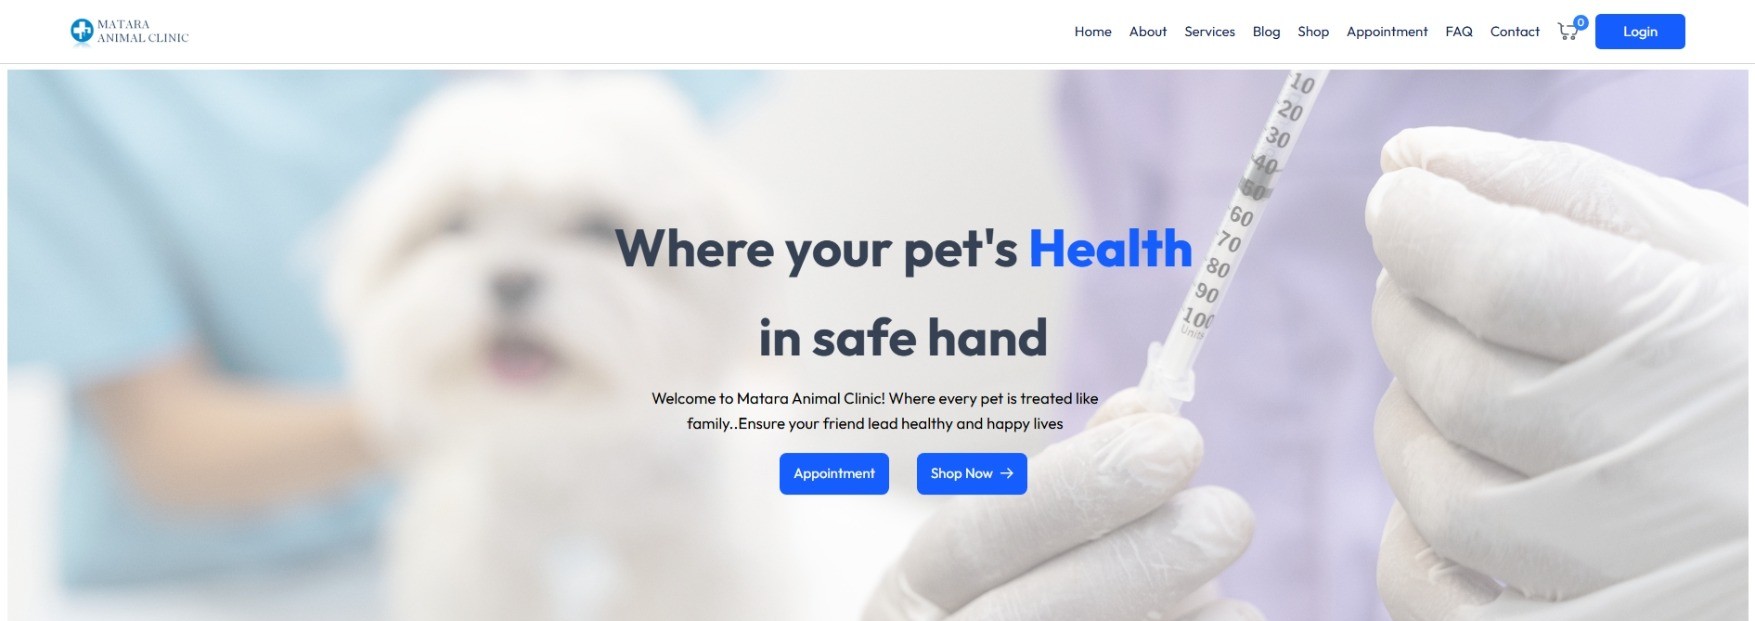 MATARA
ANIMAL CLINIC
Home About Services Blog Shop Appointment FAQ Contact 0 Login
10
20
30
40
50
60
70
80
90
100
Units
Where your pet's Health
in safe hand
Welcome to Matara Animal Clinic! Where every pet is treated like
family..Ensure your friend lead healthy and happy lives
Appointment Shop Now →